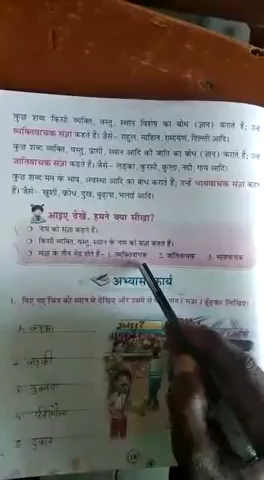 कुछ शब्द किसी व्यक्ति, वस्तु, स्थान विशेष का बोध (ज्ञान) कराते हैं; उन्हें
व्यक्तिवाचक संज्ञा कहते हैं। जैसे- राहुल, साहिल, रामायण, दिल्ली आदि।
कुछ शब्द व्यक्ति, वस्तु, प्राणी, स्थान आदि की जाति का बोध (ज्ञान) कराते हैं;
जातिवाचक संज्ञा कहते हैं। जैसे- लड़का, कुरसी, कुत्ता, नदी, गाय आदि।
कुछ शब्द मन के भाव, अवस्था आदि का बोध कराते हैं; उन्हें भाववाचक संज्ञा कहते
हैं। जैसे- खुशी, क्रोध, दुख, बुढ़ापा, भलाई आदि।
आइए देखें, हमने क्या सीखा?
नाम को संज्ञा कहते हैं।
किसी व्यक्ति, वस्तु, स्थान के नाम को संज्ञा कहते हैं।
संज्ञा के तीन भेद होते हैं- 1. व्यक्तिवाचक 2. जातिवाचक 3. भाववाचक
अभ्यास कार्य
1. दिए गए चित्र को ध्यान से देखिए और उसमें से नाम (संज्ञा) ढूँढ़कर लिखिए।
1. लड़का
2. लड़की
3.
4.
5. दुकान
18